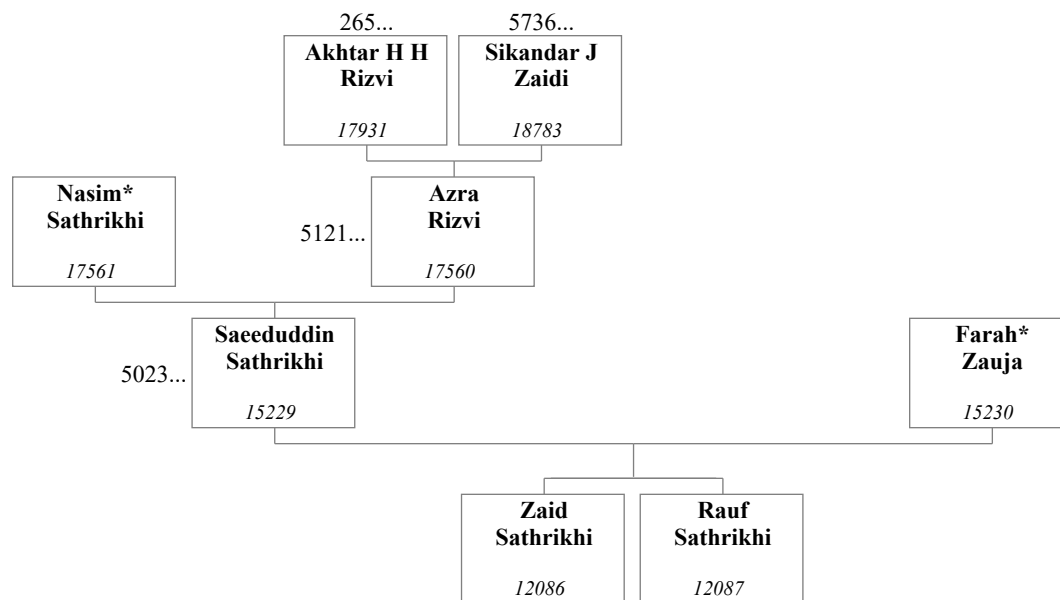 265...
5736...
Akhtar H H
Rizvi
17931
Sikandar J
Zaidi
18783
Nasim*
Sathrikhi
17561
5121...
Azra
Rizvi
17560
5023...
Saeeduddin
Sathrikhi
15229
Farah*
Zauja
15230
Zaid
Sathrikhi
12086
Rauf
Sathrikhi
12087